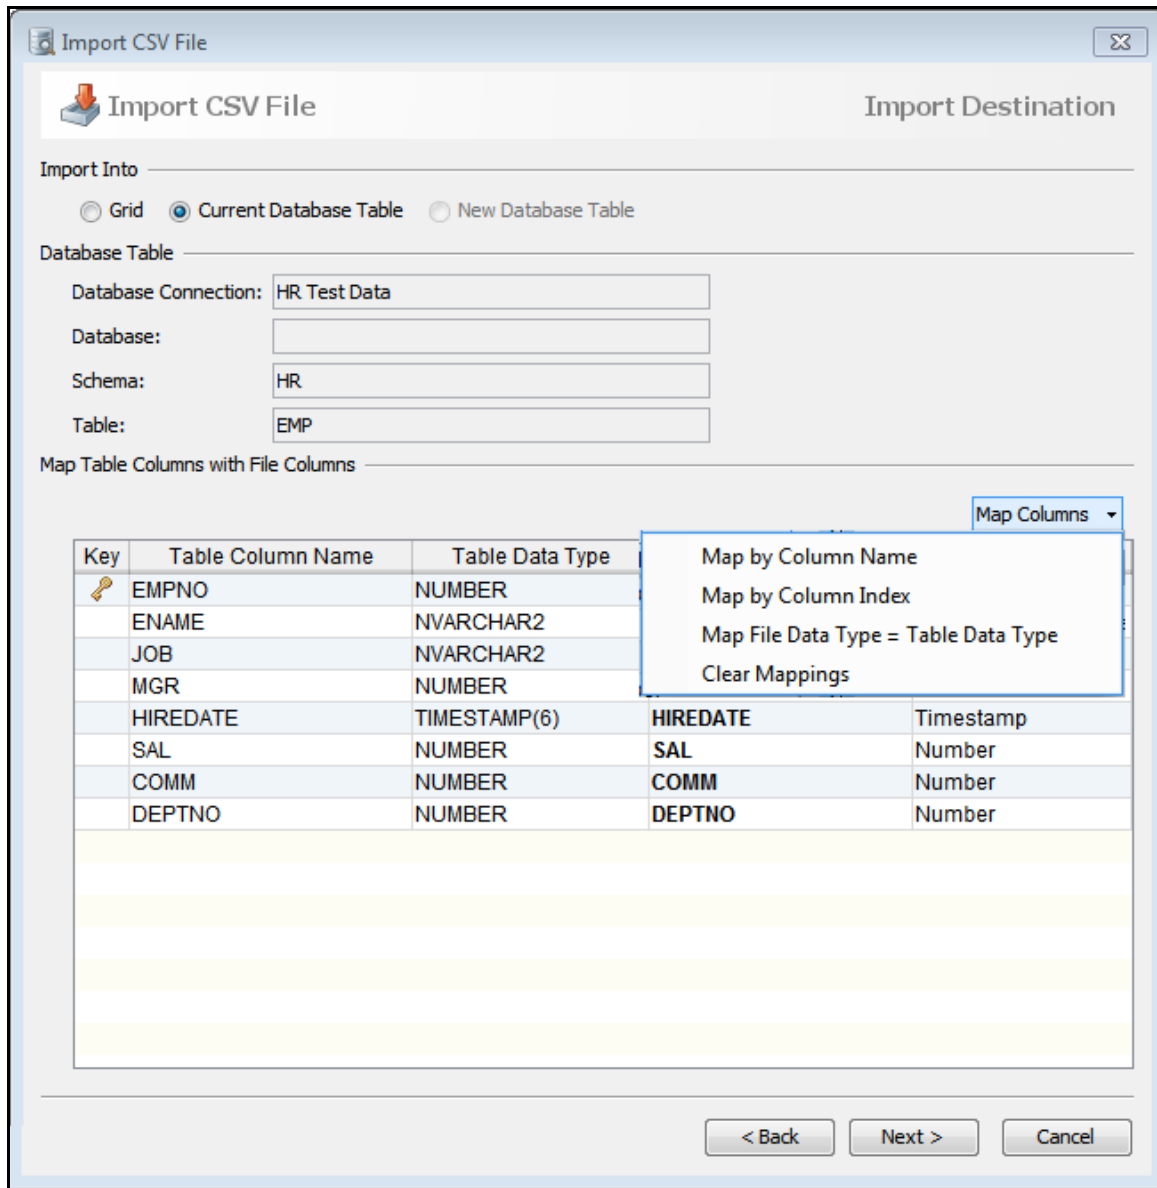 Import CSV File
Import CSV File Import Destination
Import Into
Grid Current Database Table New Database Table
Database Table
Database Connection: HR Test Data
Database:
Schema: HR
Table: EMP
Map Table Columns with File Columns
Map Columns
Key Table Column Name Table Data Type
Map by Column Name
Map by Column Index
Map File Data Type = Table Data Type
Clear Mappings
EMPNO NUMBER
ENAME NVARCHAR2
JOB NVARCHAR2
MGR NUMBER
HIREDATE TIMESTAMP(6) HIREDATE Timestamp
SAL NUMBER SAL Number
COMM NUMBER COMM Number
DEPTNO NUMBER DEPTNO Number
< Back Next > Cancel